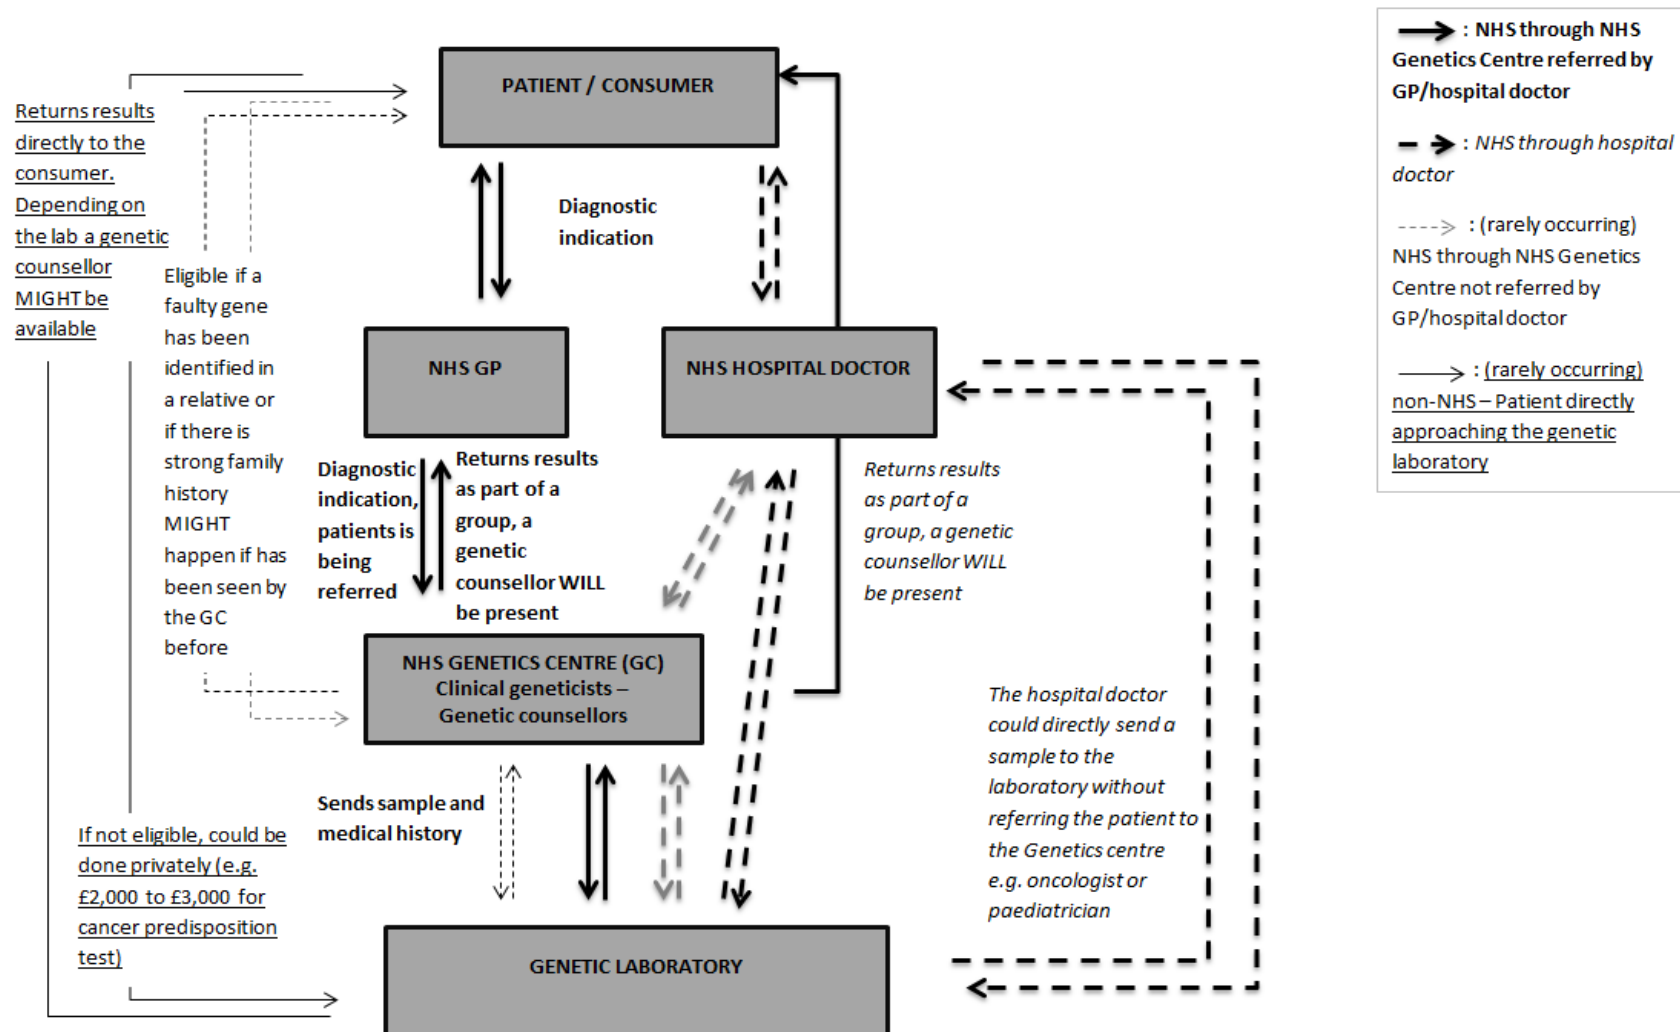 PATIENT / CONSUMER
Returns results
directly to the
consumer.
Depending on
the lab a genetic
counsellor
MIGHT be
available
Eligible if a
faulty gene
has been
identified in
a relative or
if there is
strong family
history
MIGHT
happen if has
been seen by
the GC
before
Diagnostic
indication
NHS GP
NHS HOSPITAL DOCTOR
Diagnostic
indication,
patients is
being
referred
Returns results
as part of a
group, a
genetic
counsellor WILL
be present
Returns results
as part of a
group, a genetic
counsellor WILL
be present
NHS GENETICS CENTRE (GC)
Clinical geneticists –
Genetic counsellors
The hospital doctor
could directly send a
sample to the
laboratory without
referring the patient to
the Genetics centre
e.g. oncologist or
paediatrician
Sends sample and
medical history
If not eligible, could be
done privately (e.g.
£2,000 to £3,000 for
cancer predisposition
test)
GENETIC LABORATORY
: NHS through NHS
Genetics Centre referred by
GP/hospital doctor
: NHS through hospital
doctor
: (rarely occurring)
NHS through NHS Genetics
Centre not referred by
GP/hospital doctor
: (rarely occurring)
non-NHS – Patient directly
approaching the genetic
laboratory